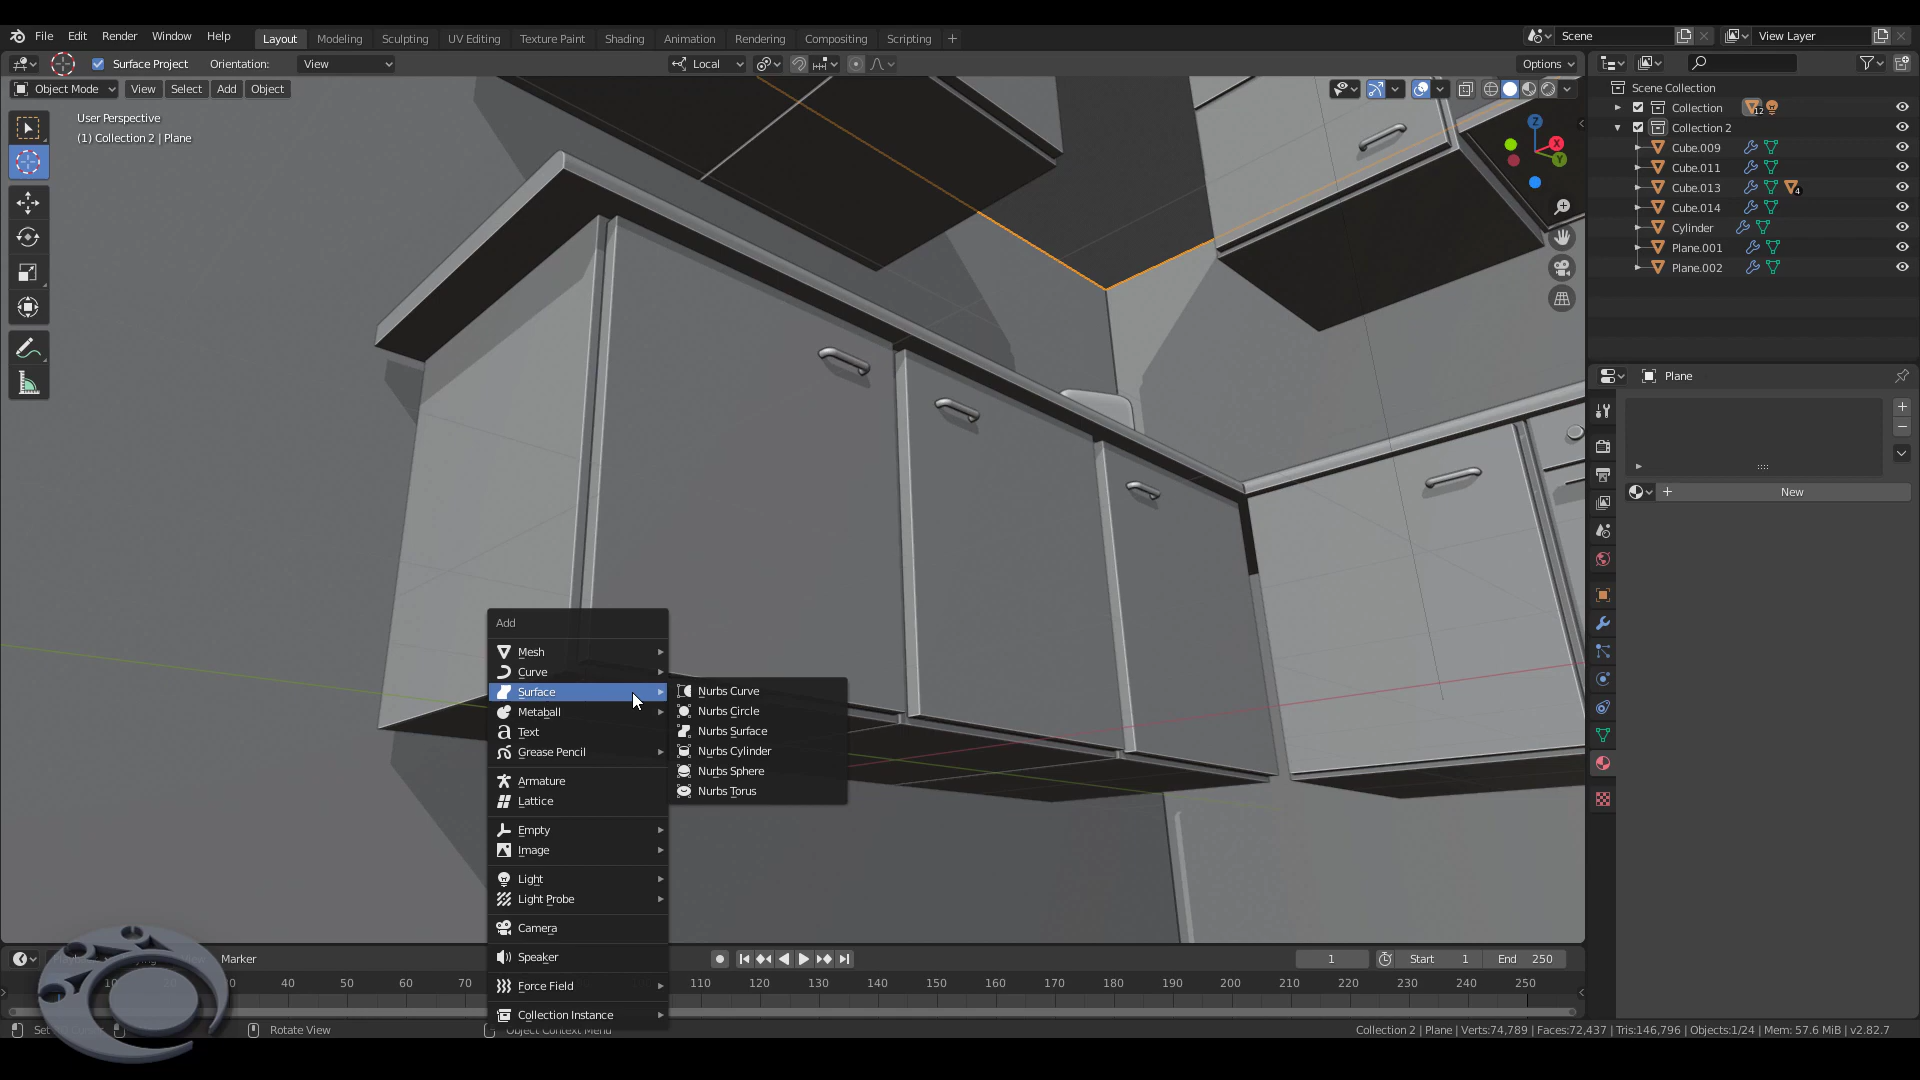 File Edit Render Window Help Layout Modeling Sculpting UV Editing Texture Paint Shading Animation Rendering Compositing Scripting + Scene View Layer
Surface Project Orientation: View Local Options
Object Mode View Select Add Object
User Perspective
(1) Collection 2 | Plane
Z
X
Y
Scene Collection
Collection 12
Collection 2
Cube.009
Cube.011
Cube.013 4
Cube.014
Cylinder
Plane.001
Plane.002
Plane
+ New
Add
Mesh
Curve
Surface
Metaball
Text
Grease Pencil
Armature
Lattice
Empty
Image
Light
Light Probe
Camera
Speaker
Force Field
Collection Instance
Nurbs Curve
Nurbs Circle
Nurbs Surface
Nurbs Cylinder
Nurbs Sphere
Nurbs Torus
Marker 1 Start 1 End 250
40 50 60 70 110 120 130 140 150 160 170 180 190 200 210 220 230 240 250
Rotate View Object Context Menu Collection 2 | Plane | Verts:74,789 | Faces:72,437 | Tris:146,796 | Objects:1/24 | Mem: 57.6 MiB | v2.82.7